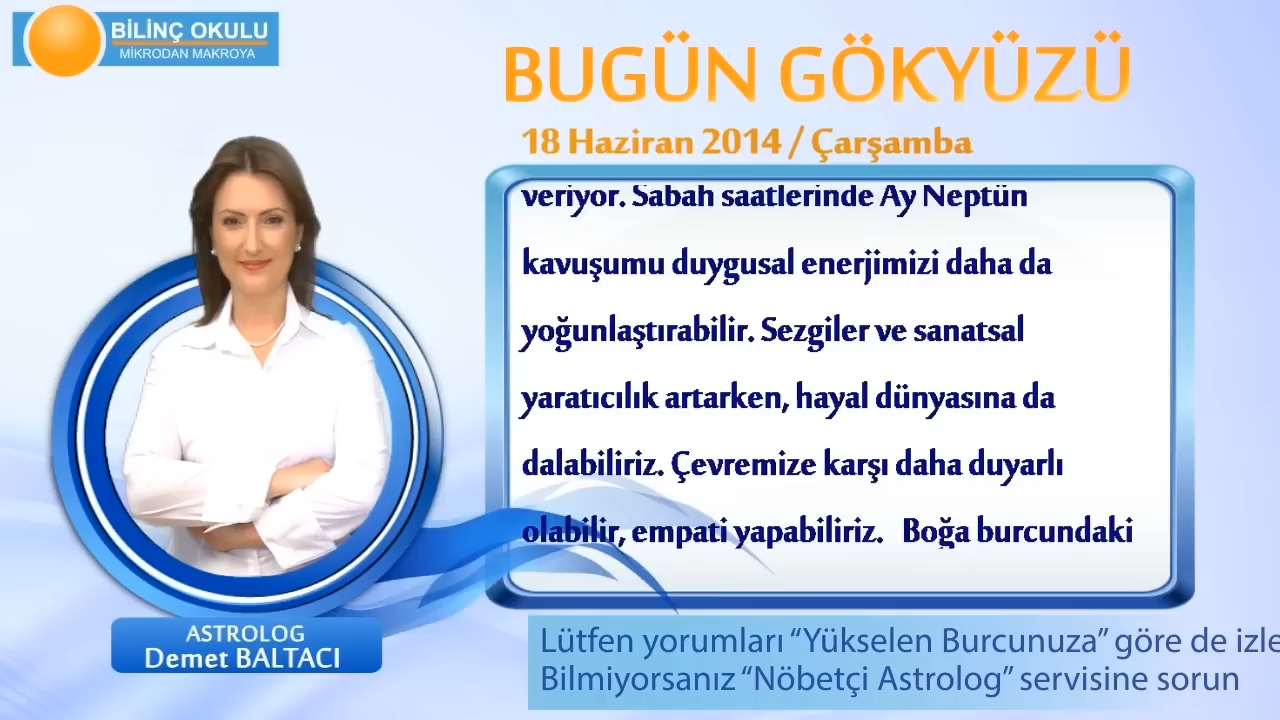 BİLİNÇ OKULU
MİKRODAN MAKROYA
BUGÜN GÖKYÜZÜ
18 Haziran 2014 / Çarşamba
veriyor. Sabah saatlerinde Ay Neptün
kavuşumu duygusal enerjimizi daha da
yoğunlaştırabilir. Sezgiler ve sanatsal
yaratıcılık artarken, hayal dünyasına da
dalabiliriz. Çevremize karşı daha duyarlı
olabilir, empati yapabiliriz. Boğa burcundaki
ASTROLOG
Demet BALTACI
Lütfen yorumları “Yükselen Burcunuza” göre de izle
Bilmiyorsanız “Nöbetçi Astrolog” servisine sorun